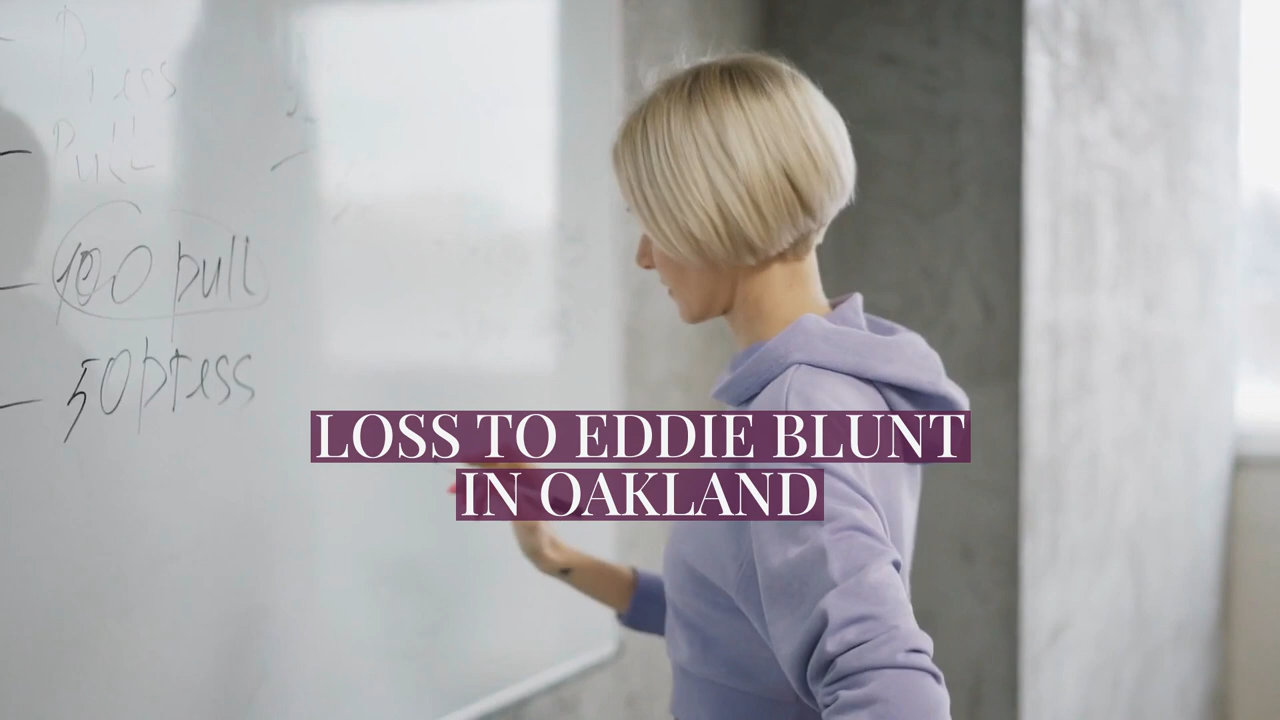 Press
Pull
100 pull
50 press
LOSS TO EDDIE BLUNT
IN OAKLAND